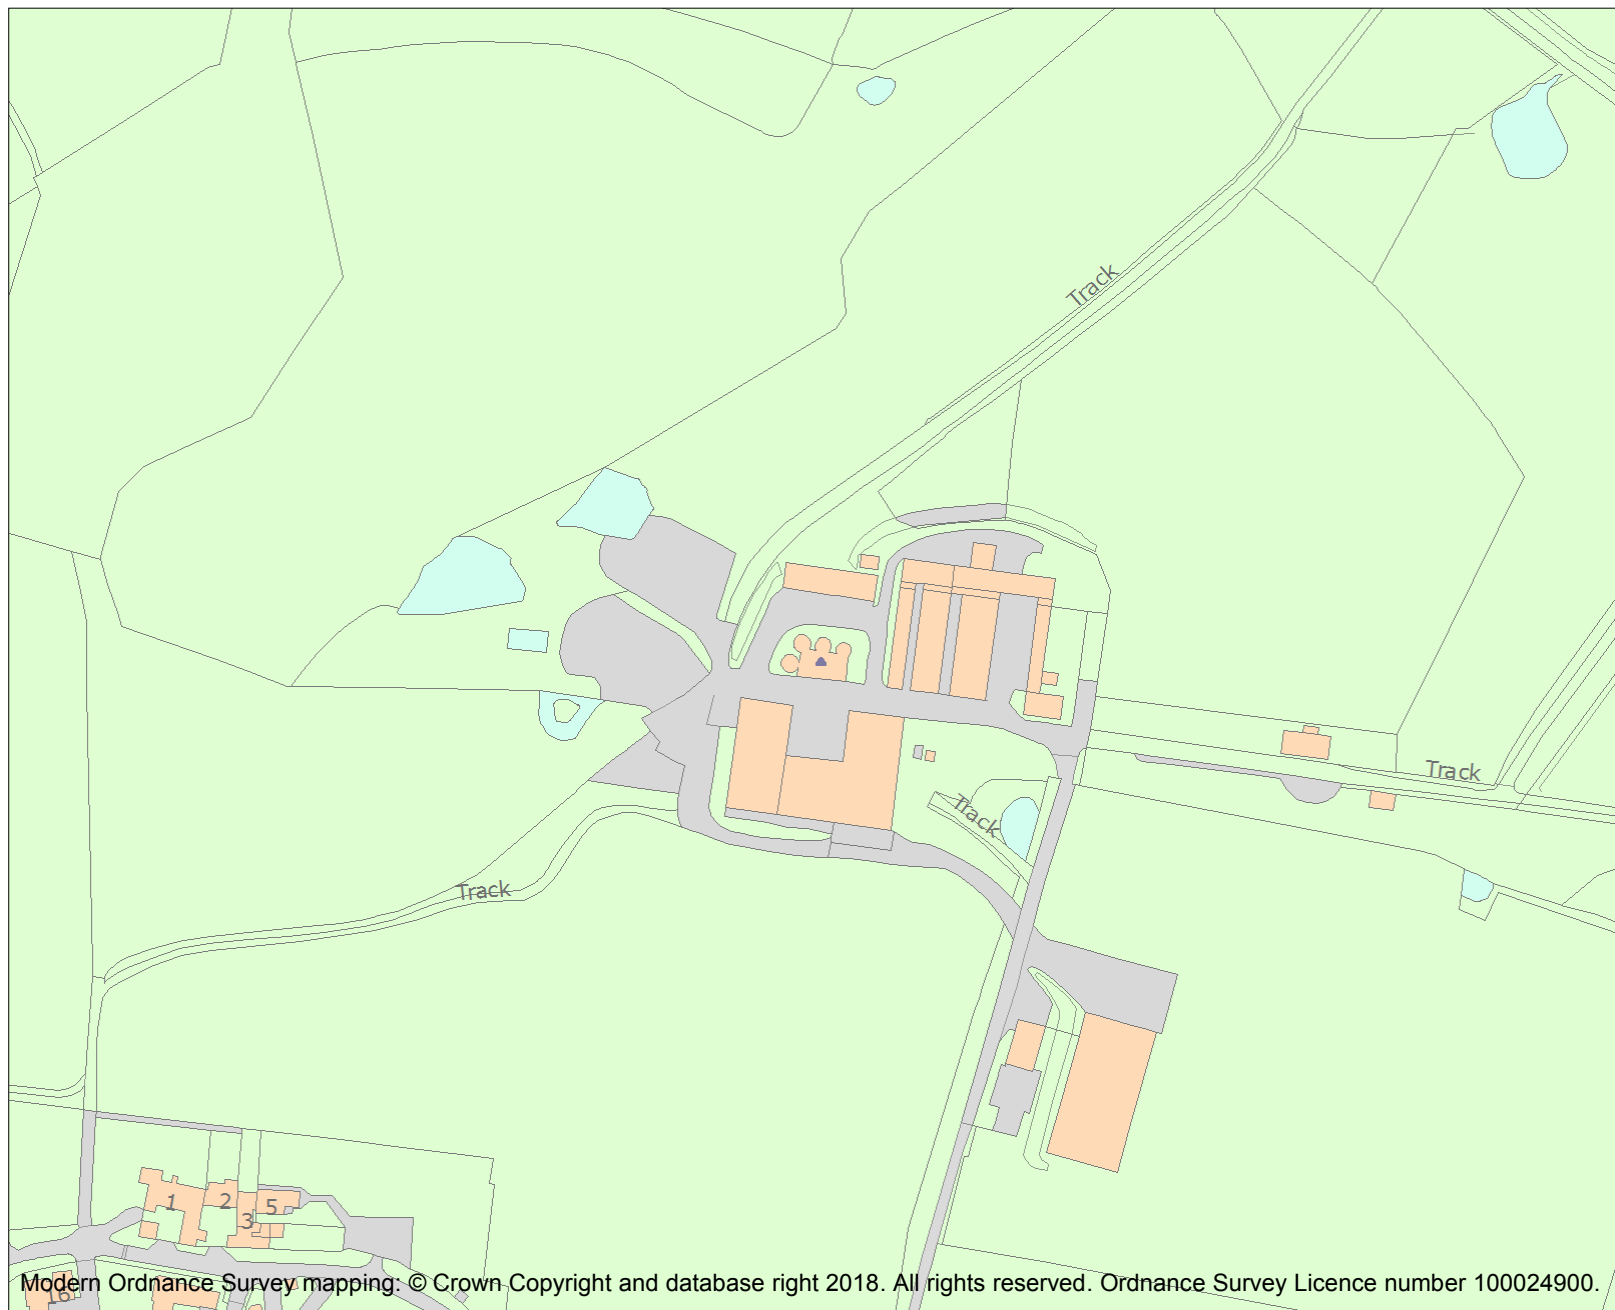 Track
Track
Track
Track
1
2
5
3
16
Modern Ordnance Survey mapping: © Crown Copyright and database right 2018. All rights reserved. Ordnance Survey Licence number 100024900.